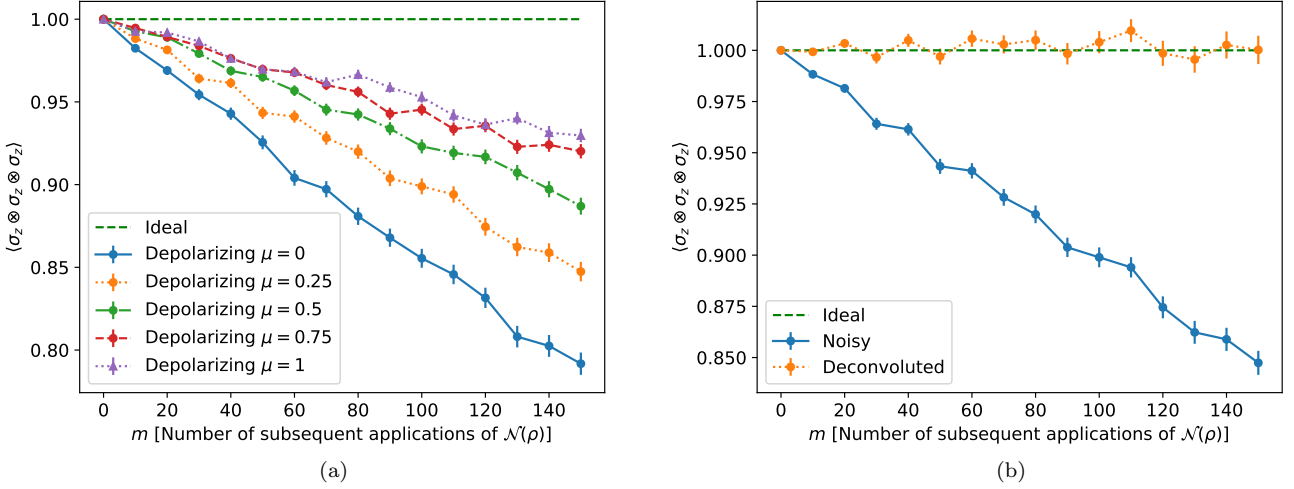 1.00
0.95
0.90
0.85
0.80
⟨σz ⊗ σz ⊗ σz⟩
Ideal
Depolarizing μ = 0
Depolarizing μ = 0.25
Depolarizing μ = 0.5
Depolarizing μ = 0.75
Depolarizing μ = 1
0 20 40 60 80 100 120 140
m [Number of subsequent applications of 𝒩(ρ)]
(a)
1.000
0.975
0.950
0.925
0.900
0.875
0.850
⟨σz ⊗ σz ⊗ σz⟩
Ideal
Noisy
Deconvoluted
0 20 40 60 80 100 120 140
m [Number of subsequent applications of 𝒩(ρ)]
(b)